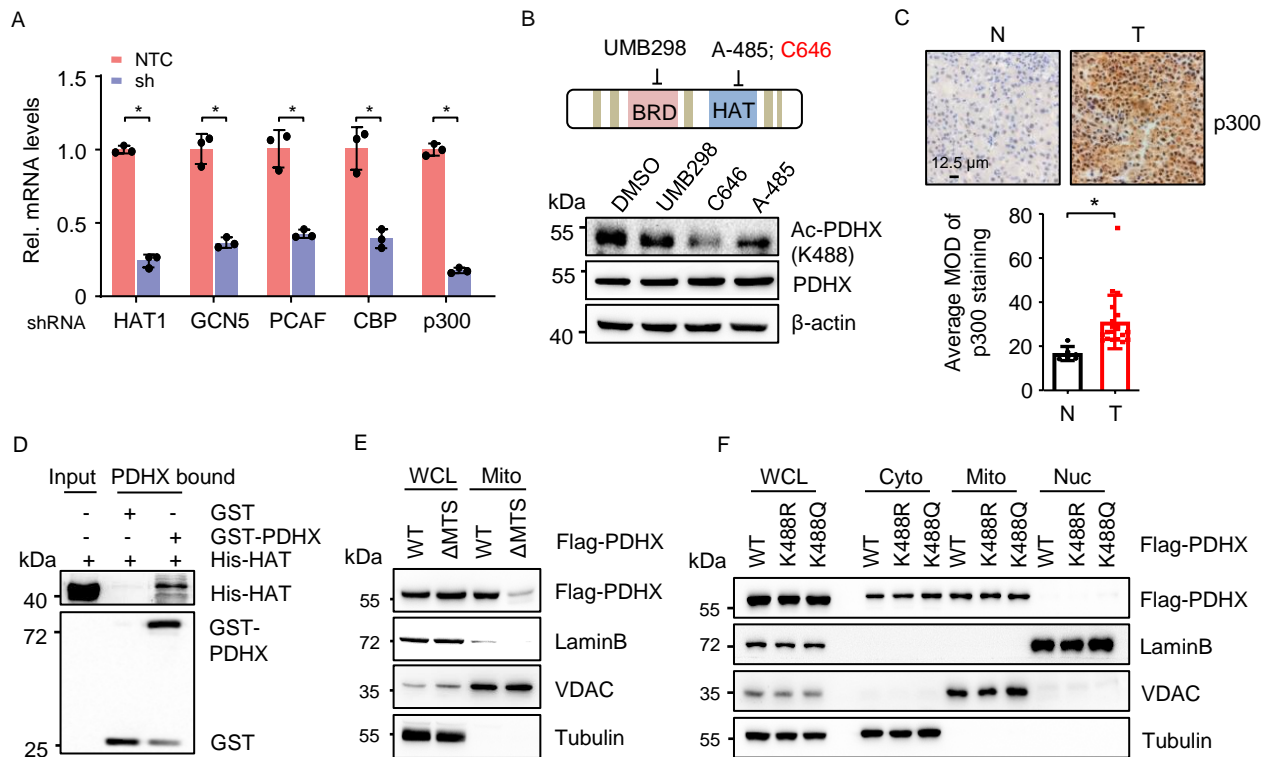 A
NTC
sh
Rel. mRNA levels
1.5
1.0
0.5
0
* * * * *
shRNA HAT1 GCN5 PCAF CBP p300
B
UMB298 A-485; C646
BRD HAT
kDa DMSO UMB298 C646 A-485
55 Ac-PDHX
(K488)
55 PDHX
40 β-actin
C
N T
p300
12.5 µm
*
Average MOD of
p300 staining
80
60
40
20
0
N T
D
Input PDHX bound
- + - GST
- - + GST-PDHX
kDa + + + His-HAT
40 His-HAT
72 GST-
PDHX
25 GST
E
WCL Mito
kDa WT ΔMTS WT ΔMTS Flag-PDHX
55 Flag-PDHX
72 LaminB
35 VDAC
55 Tubulin
F
WCL Cyto Mito Nuc
kDa WT K488R K488Q WT K488R K488Q WT K488R K488Q WT K488R K488Q Flag-PDHX
55 Flag-PDHX
72 LaminB
35 VDAC
55 Tubulin